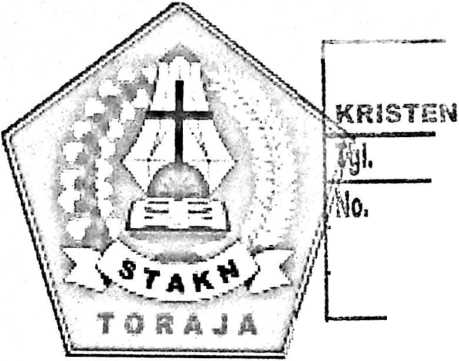 KRISTEN
Tgl.
No.
STAKN
TORAJA